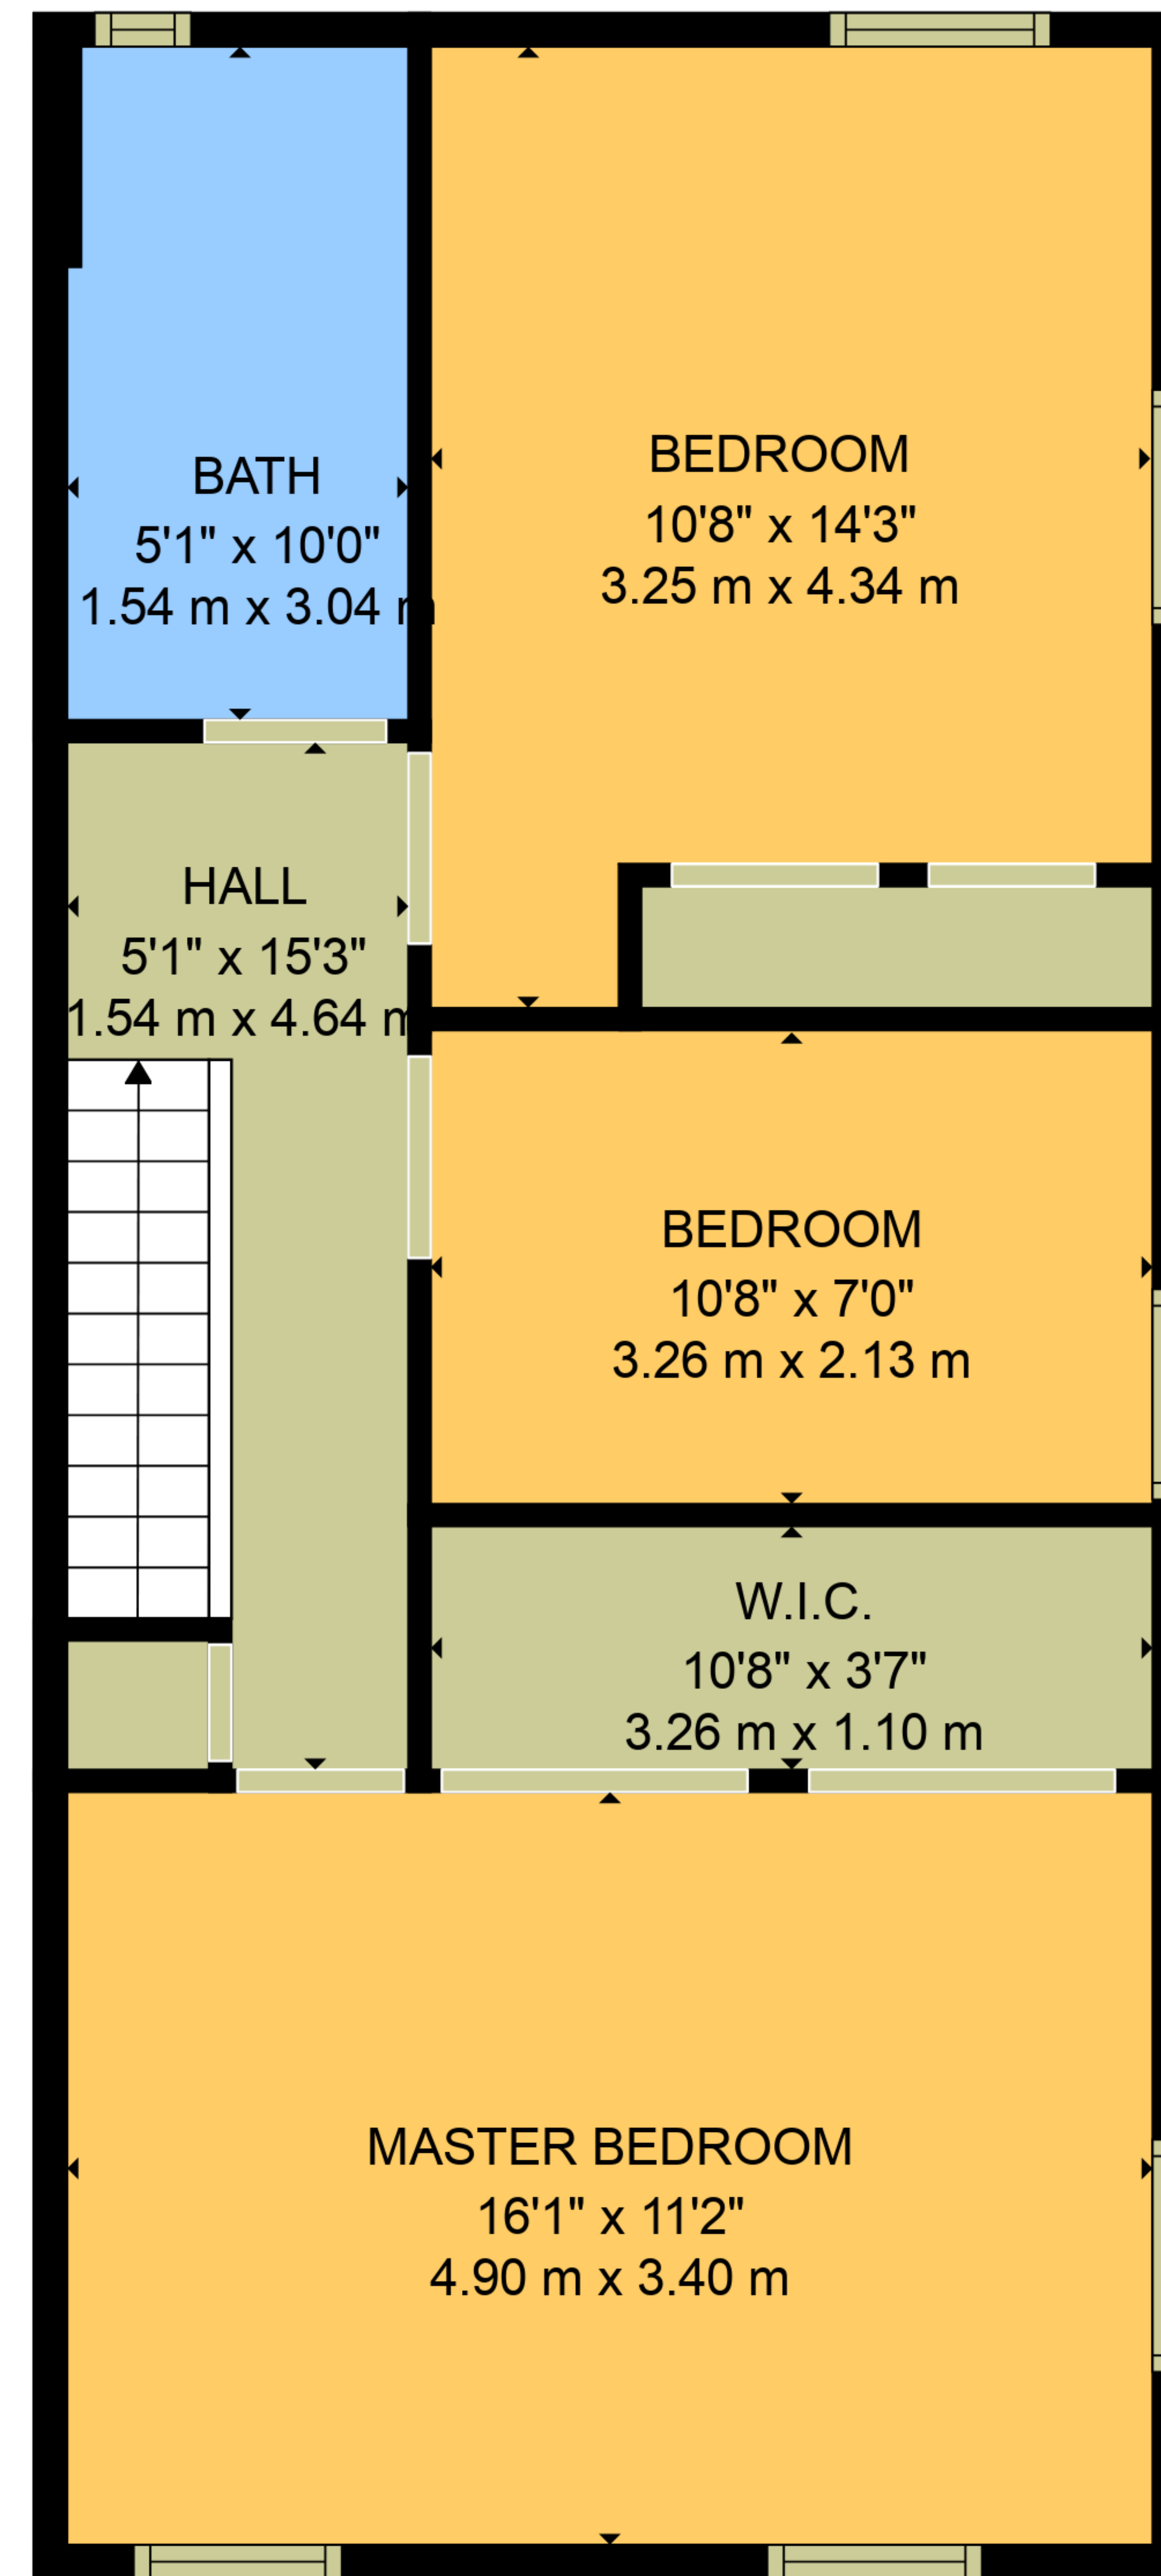 BATH
5'1" x 10'0"
1.54 m x 3.04 m
BEDROOM
10'8" x 14'3"
3.25 m x 4.34 m
HALL
5'1" x 15'3"
1.54 m x 4.64 m
BEDROOM
10'8" x 7'0"
3.26 m x 2.13 m
W.I.C.
10'8" x 3'7"
3.26 m x 1.10 m
MASTER BEDROOM
16'1" x 11'2"
4.90 m x 3.40 m